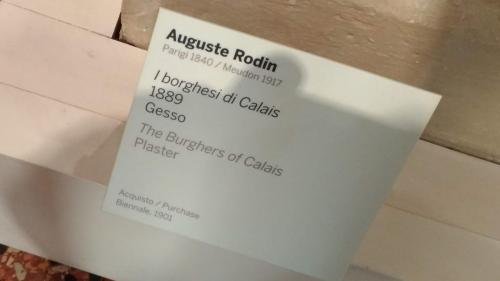 Auguste Rodin
Parigi 1840 / Meudon 1917
I borghesi di Calais
1889
Gesso
The Burghers of Calais
Plaster
Acquisto / Purchase
Biennale, 1901